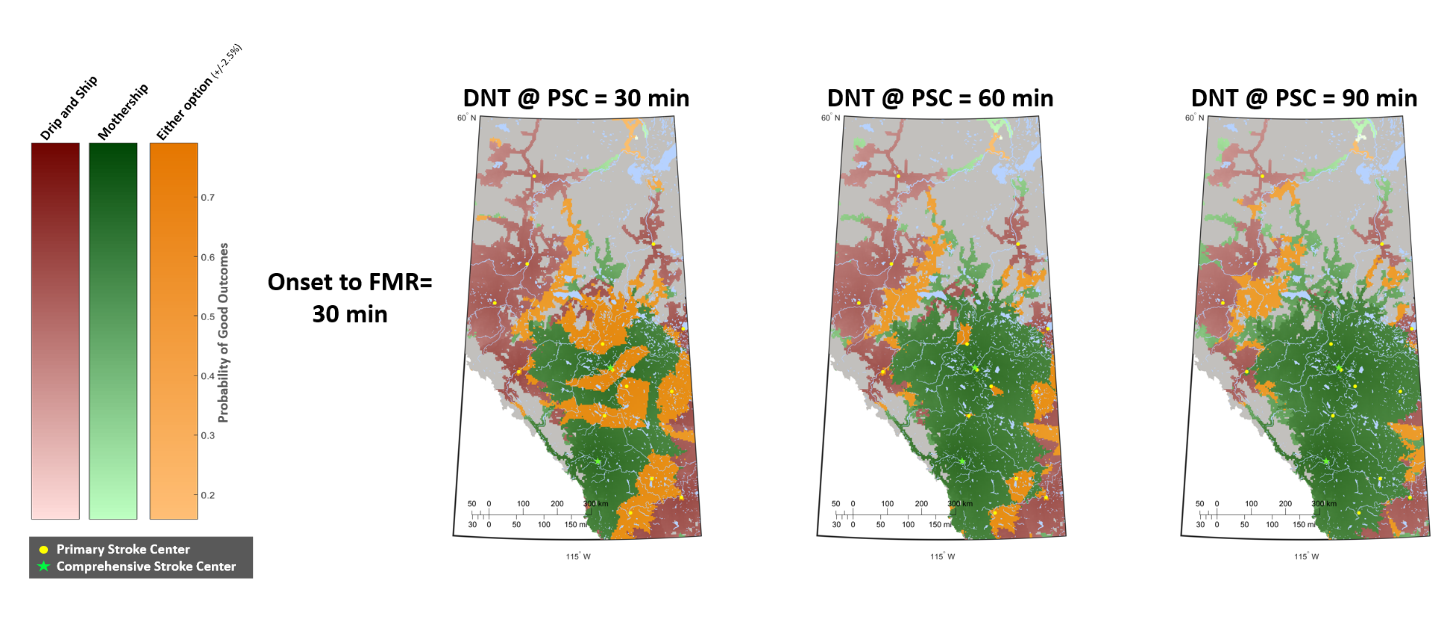 Drip and Ship
Mothership
Either option (+/-2.5%)
0.7
0.6
0.5
0.4
0.3
0.2
Probability of Good Outcomes
Primary Stroke Center
Comprehensive Stroke Center
Onset to FMR=
30 min
DNT @ PSC = 30 min
60° N
50 0 100 200 300 km
30 0 50 100 150 mi
115° W
DNT @ PSC = 60 min
60° N
50 0 100 200 300 km
30 0 50 100 150 mi
115° W
DNT @ PSC = 90 min
60° N
50 0 100 200 300 km
30 0 50 100 150 mi
115° W